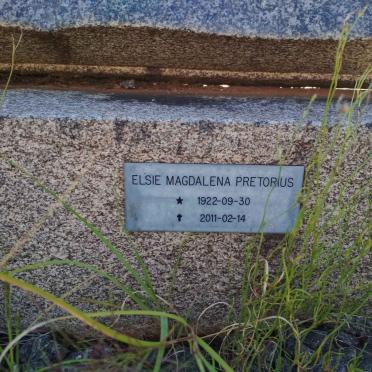 ELSIE MAGDALENA PRETORIUS
★ 1922-09-30
✝ 2011-02-14